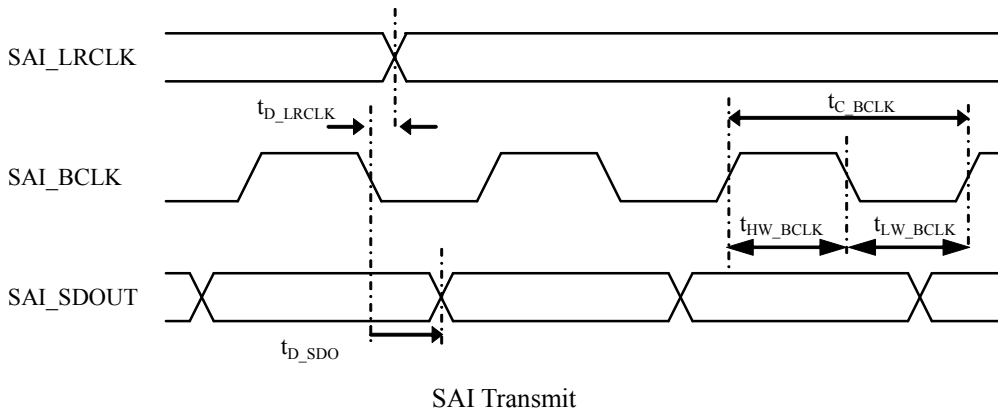 SAI_LRCLK
t_D_LRCLK
t_C_BCLK
SAI_BCLK
t_HW_BCLK
t_LW_BCLK
SAI_SDOUT
t_D_SDO
SAI Transmit